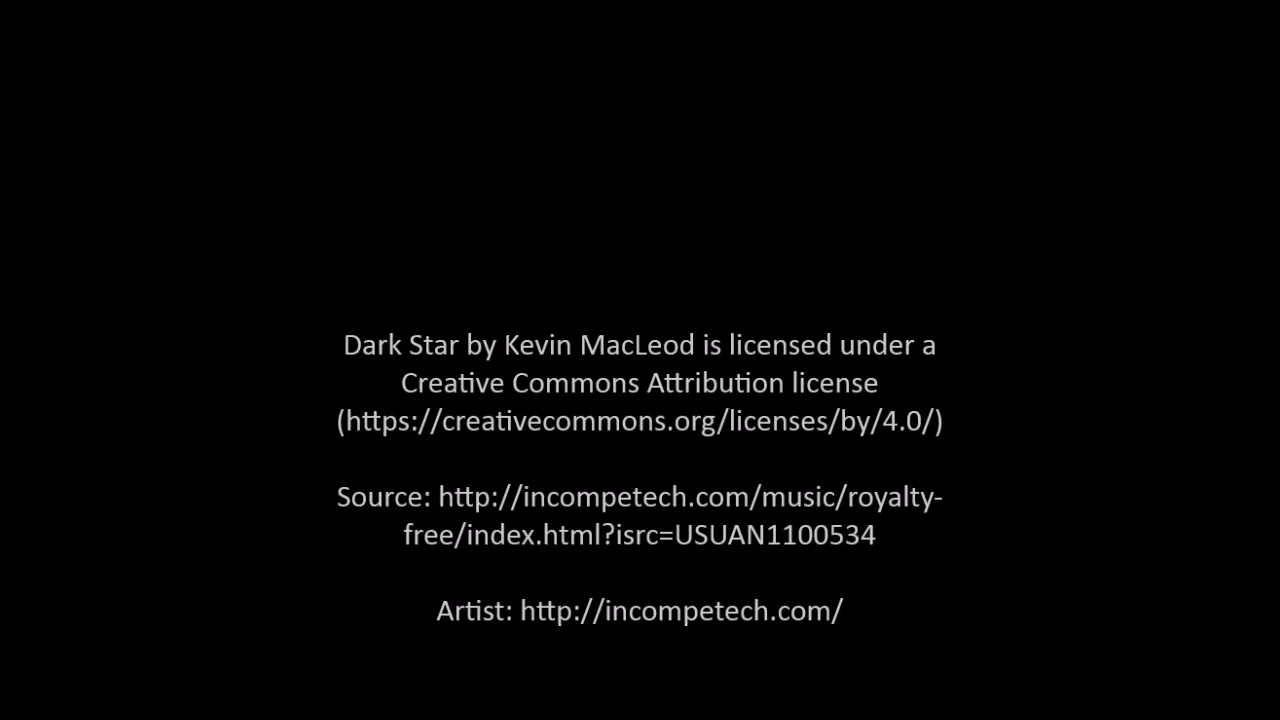 Dark Star by Kevin MacLeod is licensed under a
Creative Commons Attribution license
(https://creativecommons.org/licenses/by/4.0/)
Source: http://incompetech.com/music/royalty-
free/index.html?isrc=USUAN1100534
Artist: http://incompetech.com/